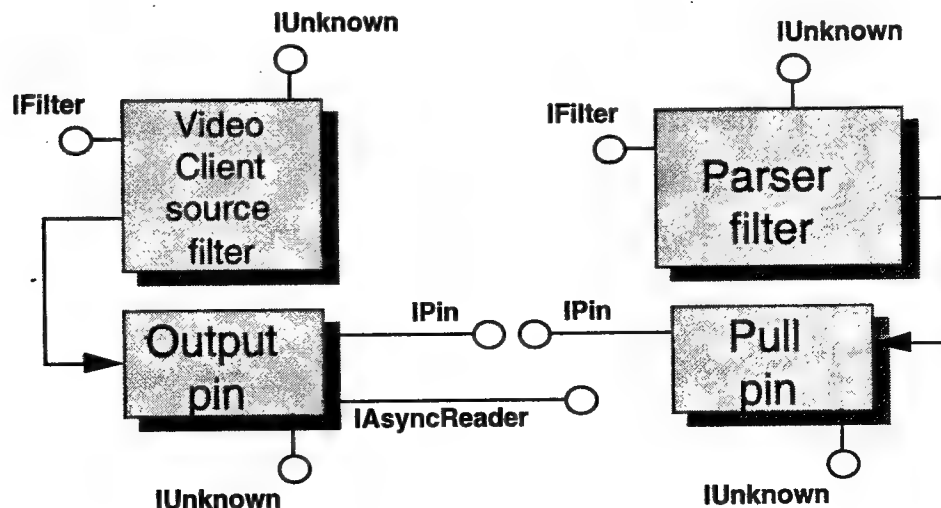 IUnknown
IUnknown
IFilter
IFilter
Video
Client
source
filter
Parser
filter
IPin
IPin
Output
pin
Pull
pin
IAsyncReader
IUnknown
IUnknown